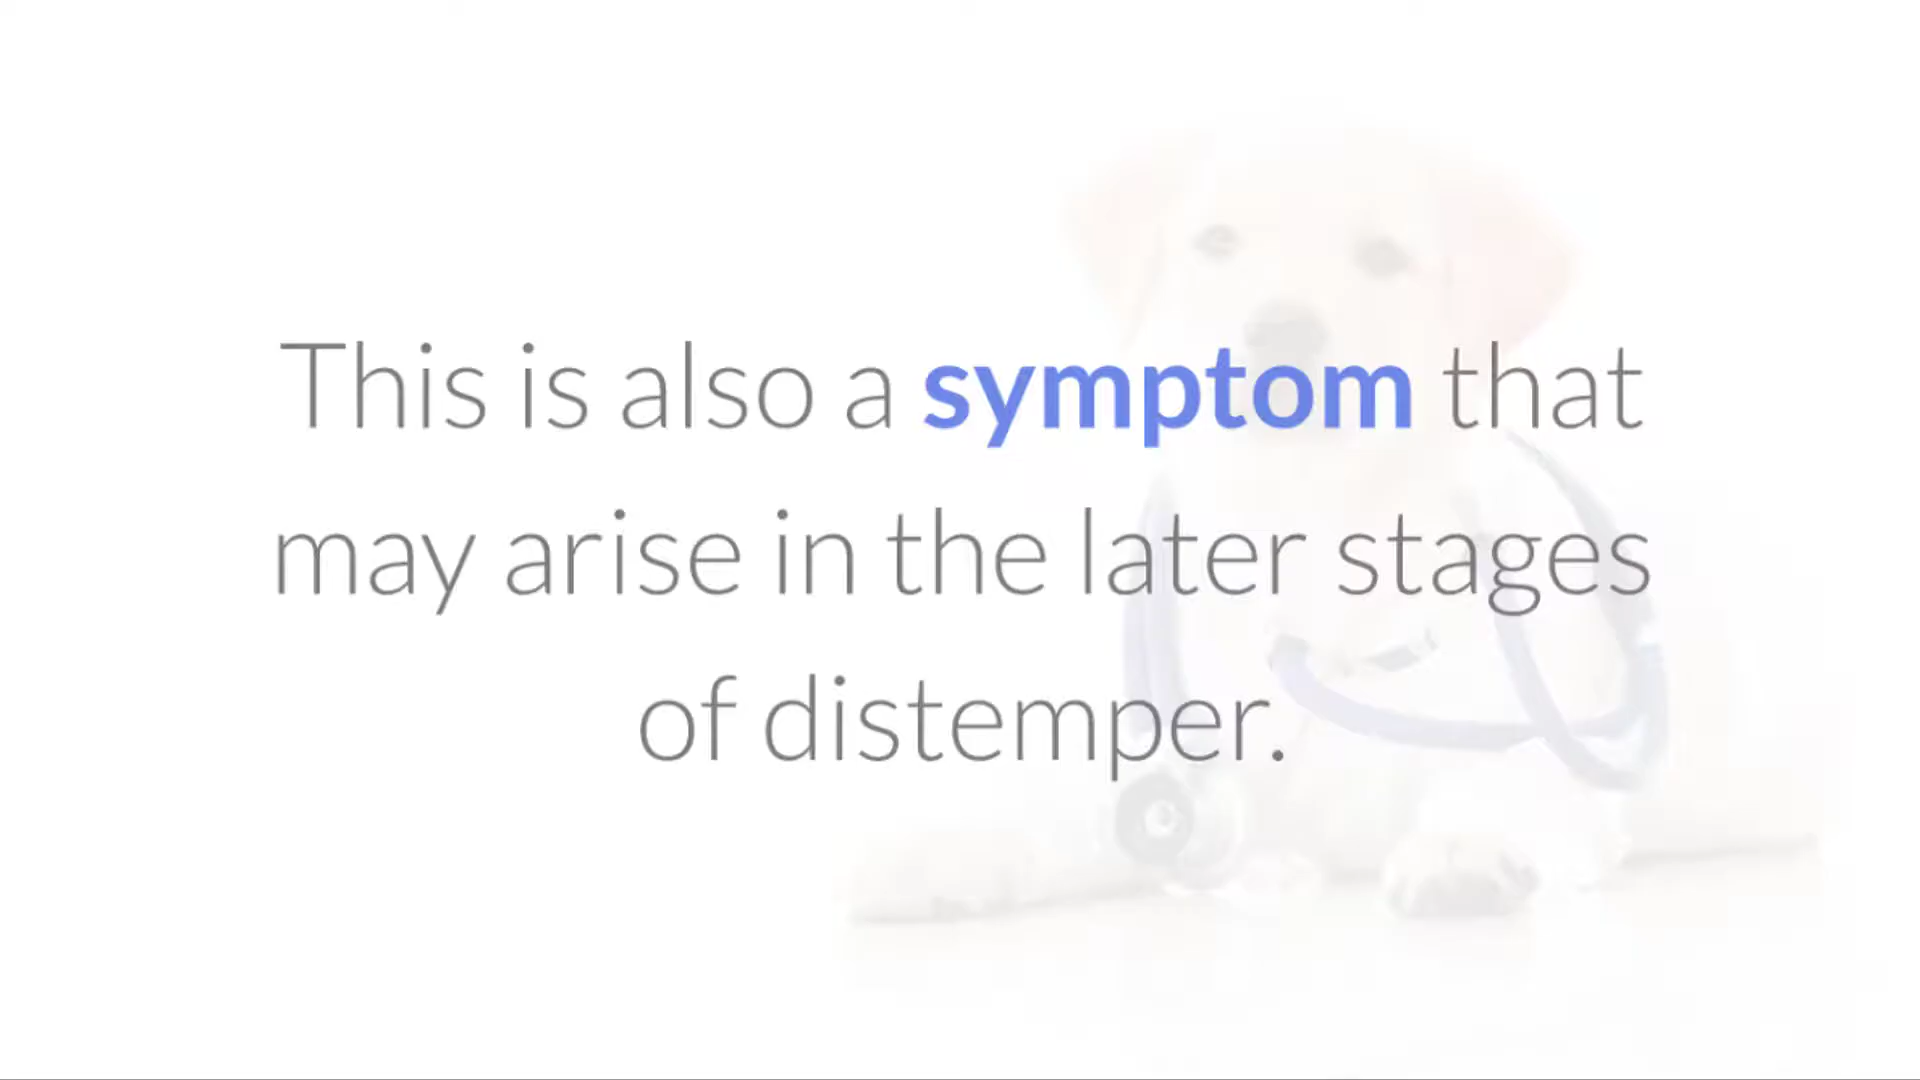 This is also a symptom that
may arise in the later stages
of distemper.